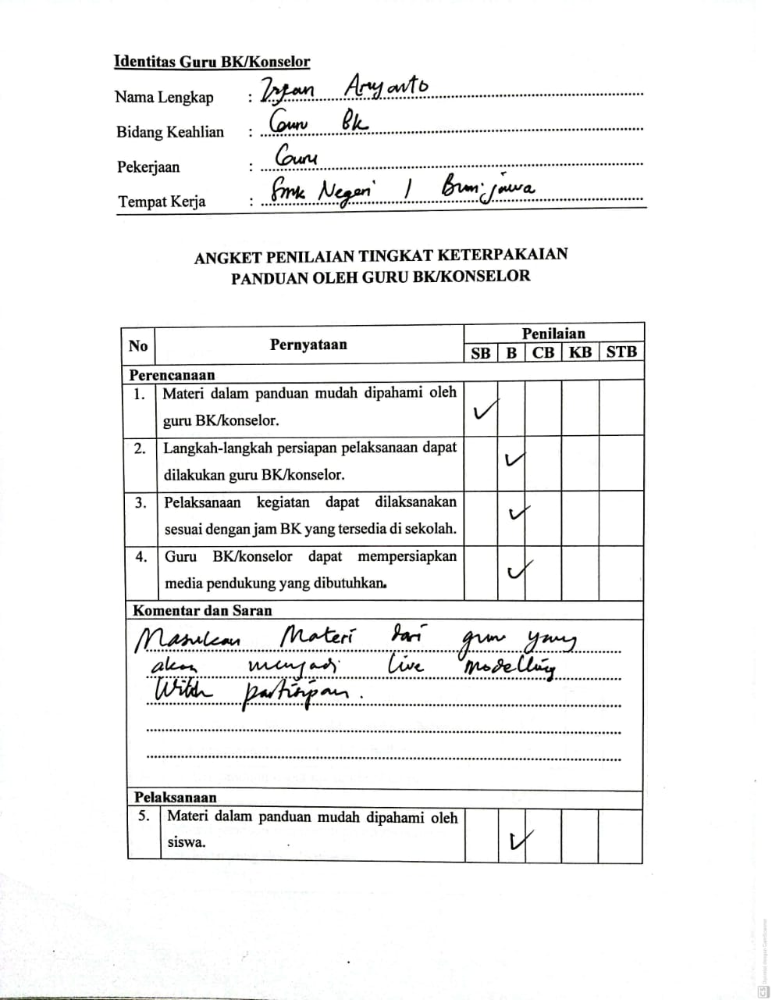 Identitas Guru BK/Konselor
Nama Lengkap : Irfan Aryanto
Bidang Keahlian : Guru BK
Pekerjaan : Guru
Tempat Kerja : SMK Negeri 1 Bumijawa
ANGKET PENILAIAN TINGKAT KETERPAKAIAN
PANDUAN OLEH GURU BK/KONSELOR
No Pernyataan Penilaian
SB B CB KB STB
Perencanaan
1. Materi dalam panduan mudah dipahami oleh
guru BK/konselor. ✓
2. Langkah-langkah persiapan pelaksanaan dapat
dilakukan guru BK/konselor. ✓
3. Pelaksanaan kegiatan dapat dilaksanakan
sesuai dengan jam BK yang tersedia di sekolah. ✓
4. Guru BK/konselor dapat mempersiapkan
media pendukung yang dibutuhkan. ✓
Komentar dan Saran
Masukan Materi dari guru yang
akan menjadi live modelling
With partisipan.
Pelaksanaan
5. Materi dalam panduan mudah dipahami oleh
siswa. ✓
CS Dipindai dengan CamScanner